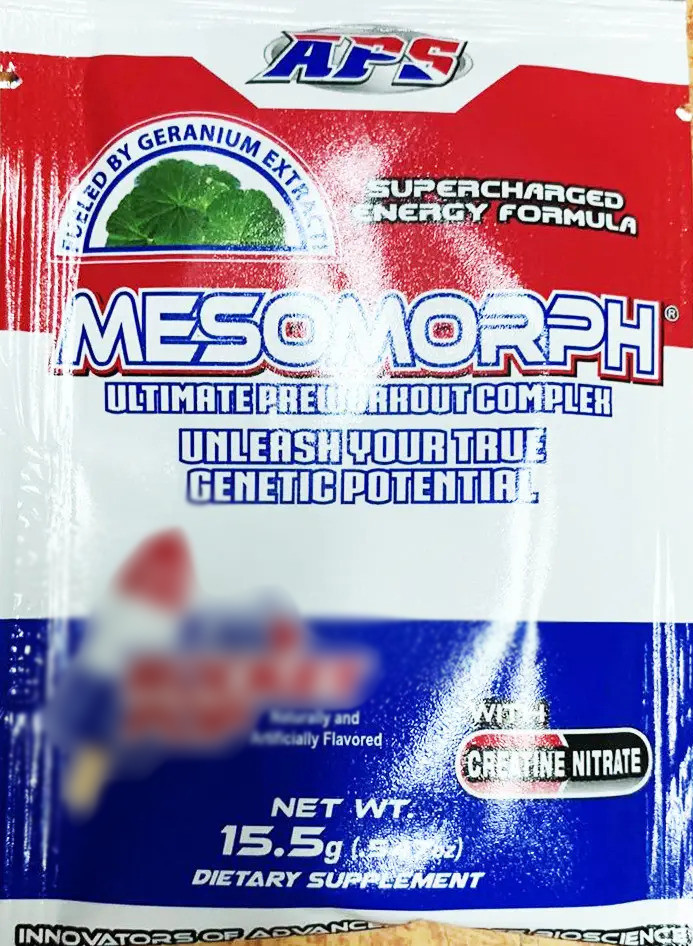 APS
FUELED BY GERANIUM EXTRACT
SUPERCHARGED
ENERGY FORMULA
MESOMORPH®
ULTIMATE PREWORKOUT COMPLEX
UNLEASH YOUR TRUE
GENETIC POTENTIAL
Naturally and
Artificially Flavored
WITH
CREATINE NITRATE
NET WT.
15.5g
DIETARY SUPPLEMENT
INNOVATORS OF BIOSCIENCE